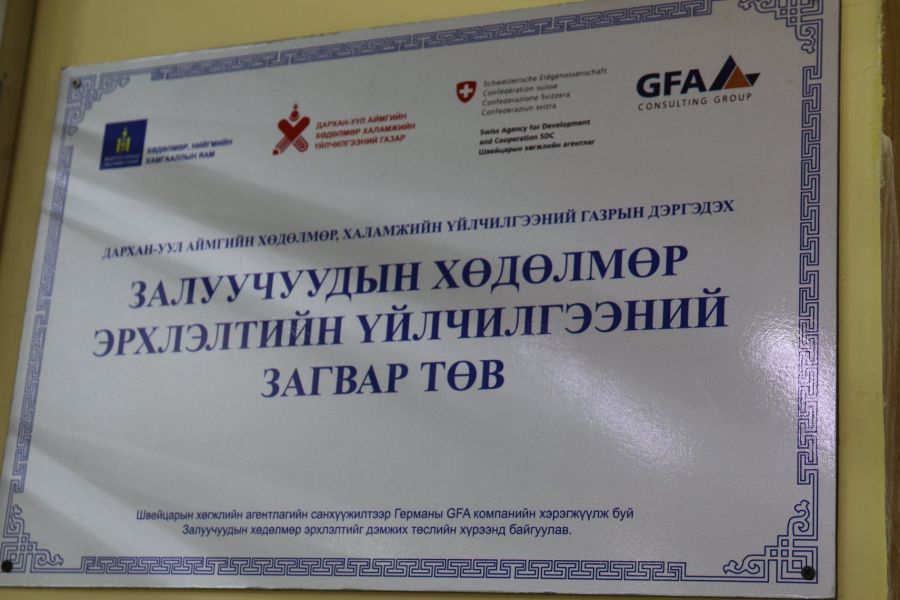 ХӨДӨЛМӨР, НИЙГМИЙН
ХАМГААЛЛЫН ЯАМ
ДАРХАН-УУЛ АЙМГИЙН
ХӨДӨЛМӨР ХАЛАМЖИЙН
ҮЙЛЧИЛГЭЭНИЙ ГАЗАР
Schweizerische Eidgenossenschaft
Confédération suisse
Confederazione Svizzera
Confederaziun svizra
Swiss Agency for Development
and Cooperation SDC
Швейцарын хөгжлийн агентлаг
GFA
CONSULTING GROUP
ДАРХАН-УУЛ АЙМГИЙН ХӨДӨЛМӨР, ХАЛАМЖИЙН ҮЙЛЧИЛГЭЭНИЙ ГАЗРЫН ДЭРГЭДЭХ
ЗАЛУУЧУУДЫН ХӨДӨЛМӨР
ЭРХЛЭЛТИЙН ҮЙЛЧИЛГЭЭНИЙ
ЗАГВАР ТӨВ
Швейцарын хөгжлийн агентлагийн санхүүжилтээр Германы GFA компанийн хэрэгжүүлж буй
Залуучуудын хөдөлмөр эрхлэлтийг дэмжих төслийн хүрээнд байгуулав.